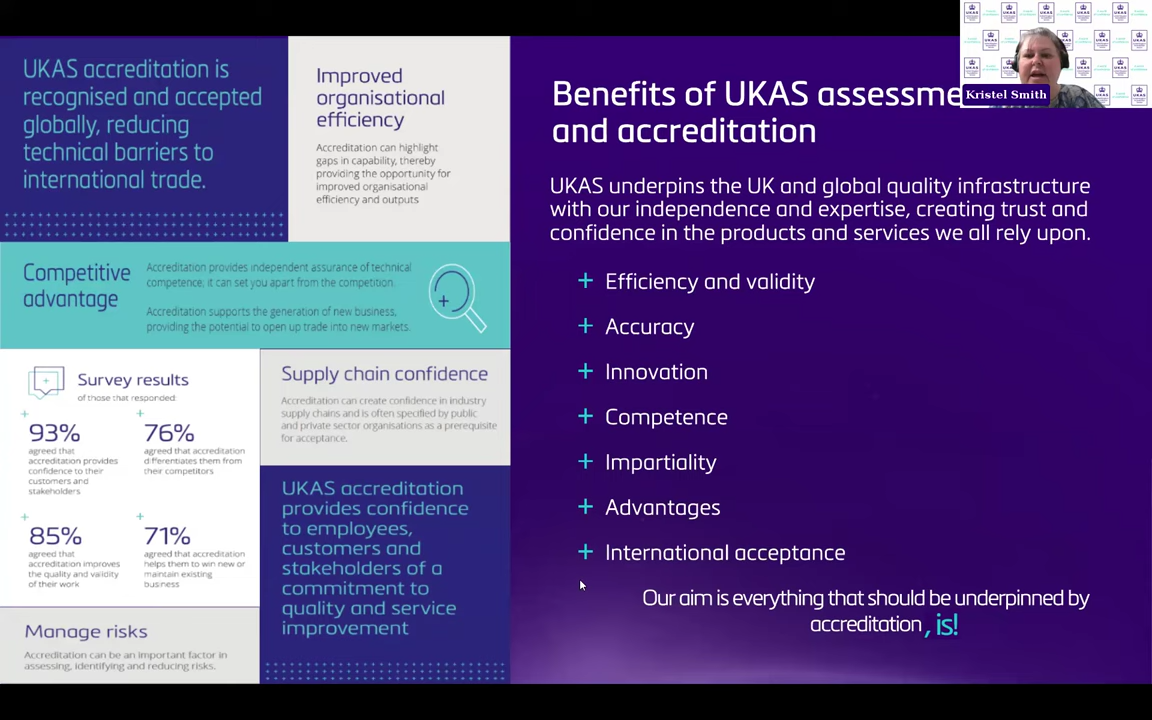 UKAS accreditation is
recognised and accepted
globally, reducing
technical barriers to
international trade.
Improved
organisational
efficiency
Accreditation can highlight
gaps in capability, thereby
providing the opportunity for
improved organisational
efficiency and outputs
Competitive
advantage
Accreditation provides independent assurance of technical
competence, it can set you apart from the competition.
Accreditation supports the generation of new business,
providing the potential to open up trade into new markets.
Survey results
of those that responded:
93%
agreed that
accreditation provides
confidence to their
customers and
stakeholders
76%
agreed that accreditation
differentiates them from
their competitors
85%
agreed that
accreditation improves
the quality and validity
of their work
71%
agreed that accreditation
helps them to win new or
maintain existing
business
Supply chain confidence
Accreditation can create confidence in industry
supply chains and is often specified by public
and private sector organisations as a prerequisite
for acceptance.
UKAS accreditation
provides confidence
to employees,
customers and
stakeholders of a
commitment to
quality and service
improvement
Manage risks
Accreditation can be an important factor in
assessing, identifying and reducing risks.
Benefits of UKAS
and accreditation
UKAS underpins the UK and global quality infrastructure
with our independence and expertise, creating trust and
confidence in the products and services we all rely upon.
+ Efficiency and validity
+ Accuracy
+ Innovation
+ Competence
+ Impartiality
+ Advantages
+ International acceptance
Our aim is everything that should be underpinned by
accreditation, is!
Kristel Smith